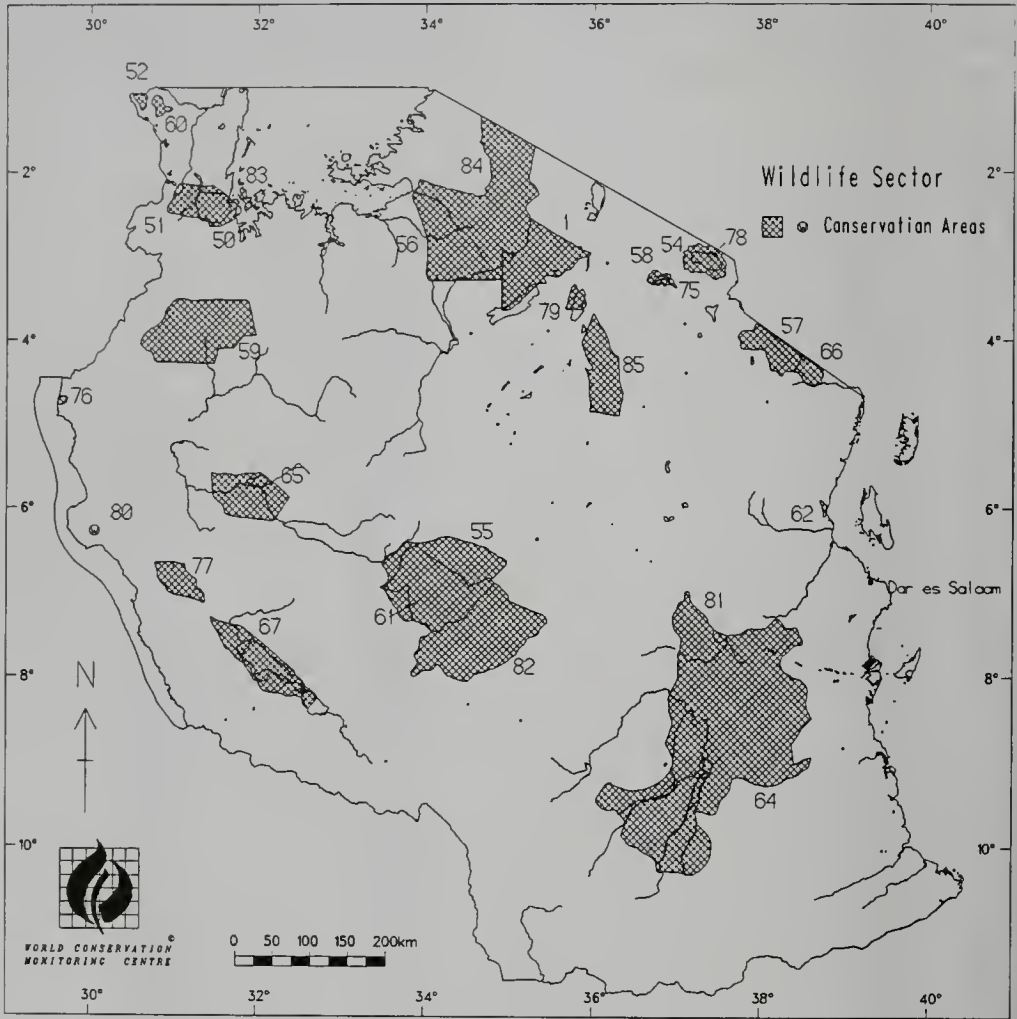 30° 32° 34° 36° 38° 40°
52
60
84
2° 83 Wildlife Sector 2°
51 50 56 1 Conservation Areas
58 54 78
75
79
57
4° 59 66 4°
85
76
65
6° 80 62 6°
55
77
61 81 Dar es Salaam
67 82
8° 8°
N
64
10° 10°
WORLD CONSERVATION ©
MONITORING CENTRE
0 50 100 150 200km
30° 32° 34° 36° 38° 40°